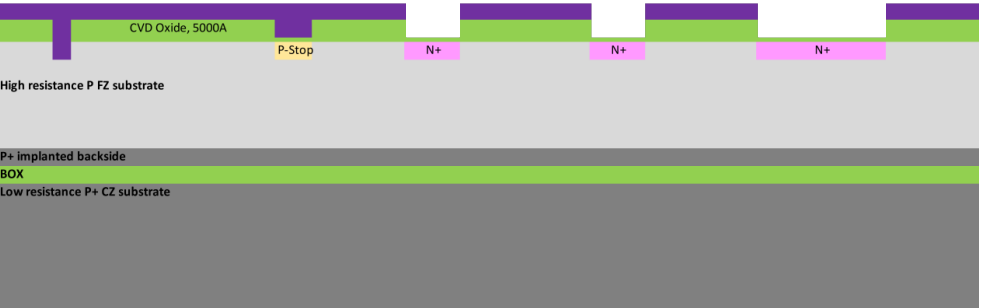 CVD Oxide, 5000A
P-Stop
N+
N+
N+
High resistance P FZ substrate
P+ implanted backside
BOX
Low resistance P+ CZ substrate